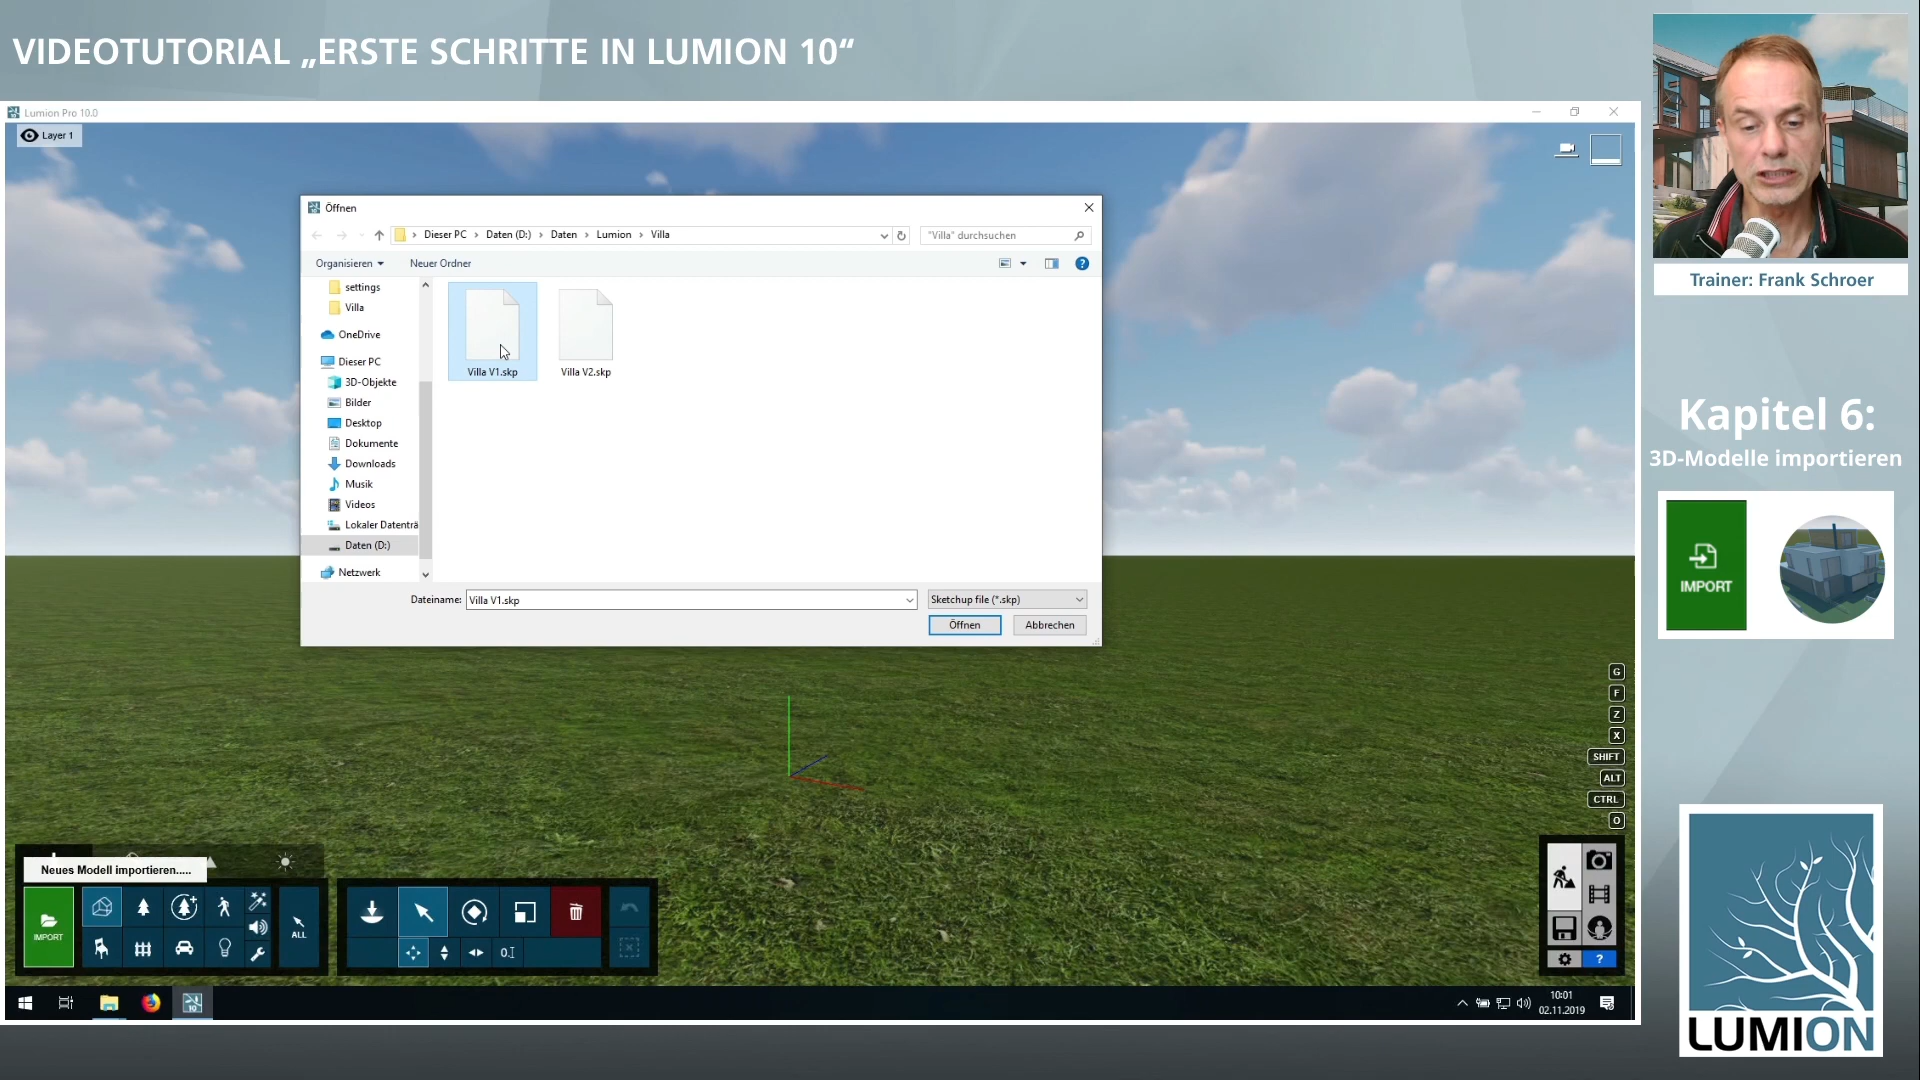 VIDEOTUTORIAL „ERSTE SCHRITTE IN LUMION 10“
Lumion Pro 10.0
Layer 1
Öffnen
Dieser PC › Daten (D:) › Daten › Lumion › Villa
"Villa" durchsuchen
Organisieren
Neuer Ordner
settings
Villa
OneDrive
Dieser PC
3D-Objekte
Bilder
Desktop
Dokumente
Downloads
Musik
Videos
Lokaler Datenträ
Daten (D:)
Netzwerk
Villa V1.skp
Villa V2.skp
Dateiname:
Villa V1.skp
Sketchup file (*.skp)
Öffnen
Abbrechen
G
F
Z
X
SHIFT
ALT
CTRL
O
Neues Modell importieren.....
IMPORT
ALL
?
10
10:01
02.11.2019
Trainer: Frank Schroer
Kapitel 6:
3D-Modelle importieren
IMPORT
LUMION